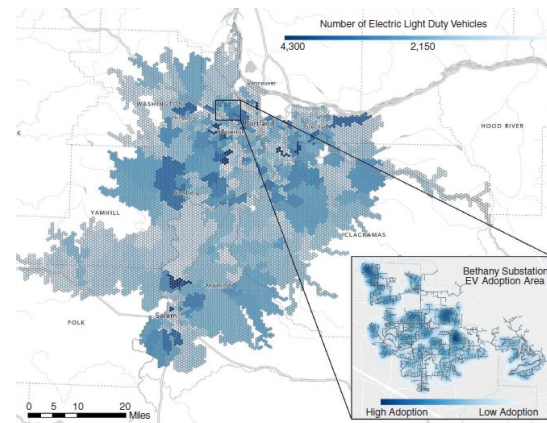 Number of Electric Light Duty Vehicles
4,300
2,150
Vancouver
WASHINGTON
Portland
HOOD RIVER
YAMHILL
CLACKAMAS
Bethany Substation
EV Adoption Area
POLK
Salem
0 5 10 20
Miles
High Adoption
Low Adoption